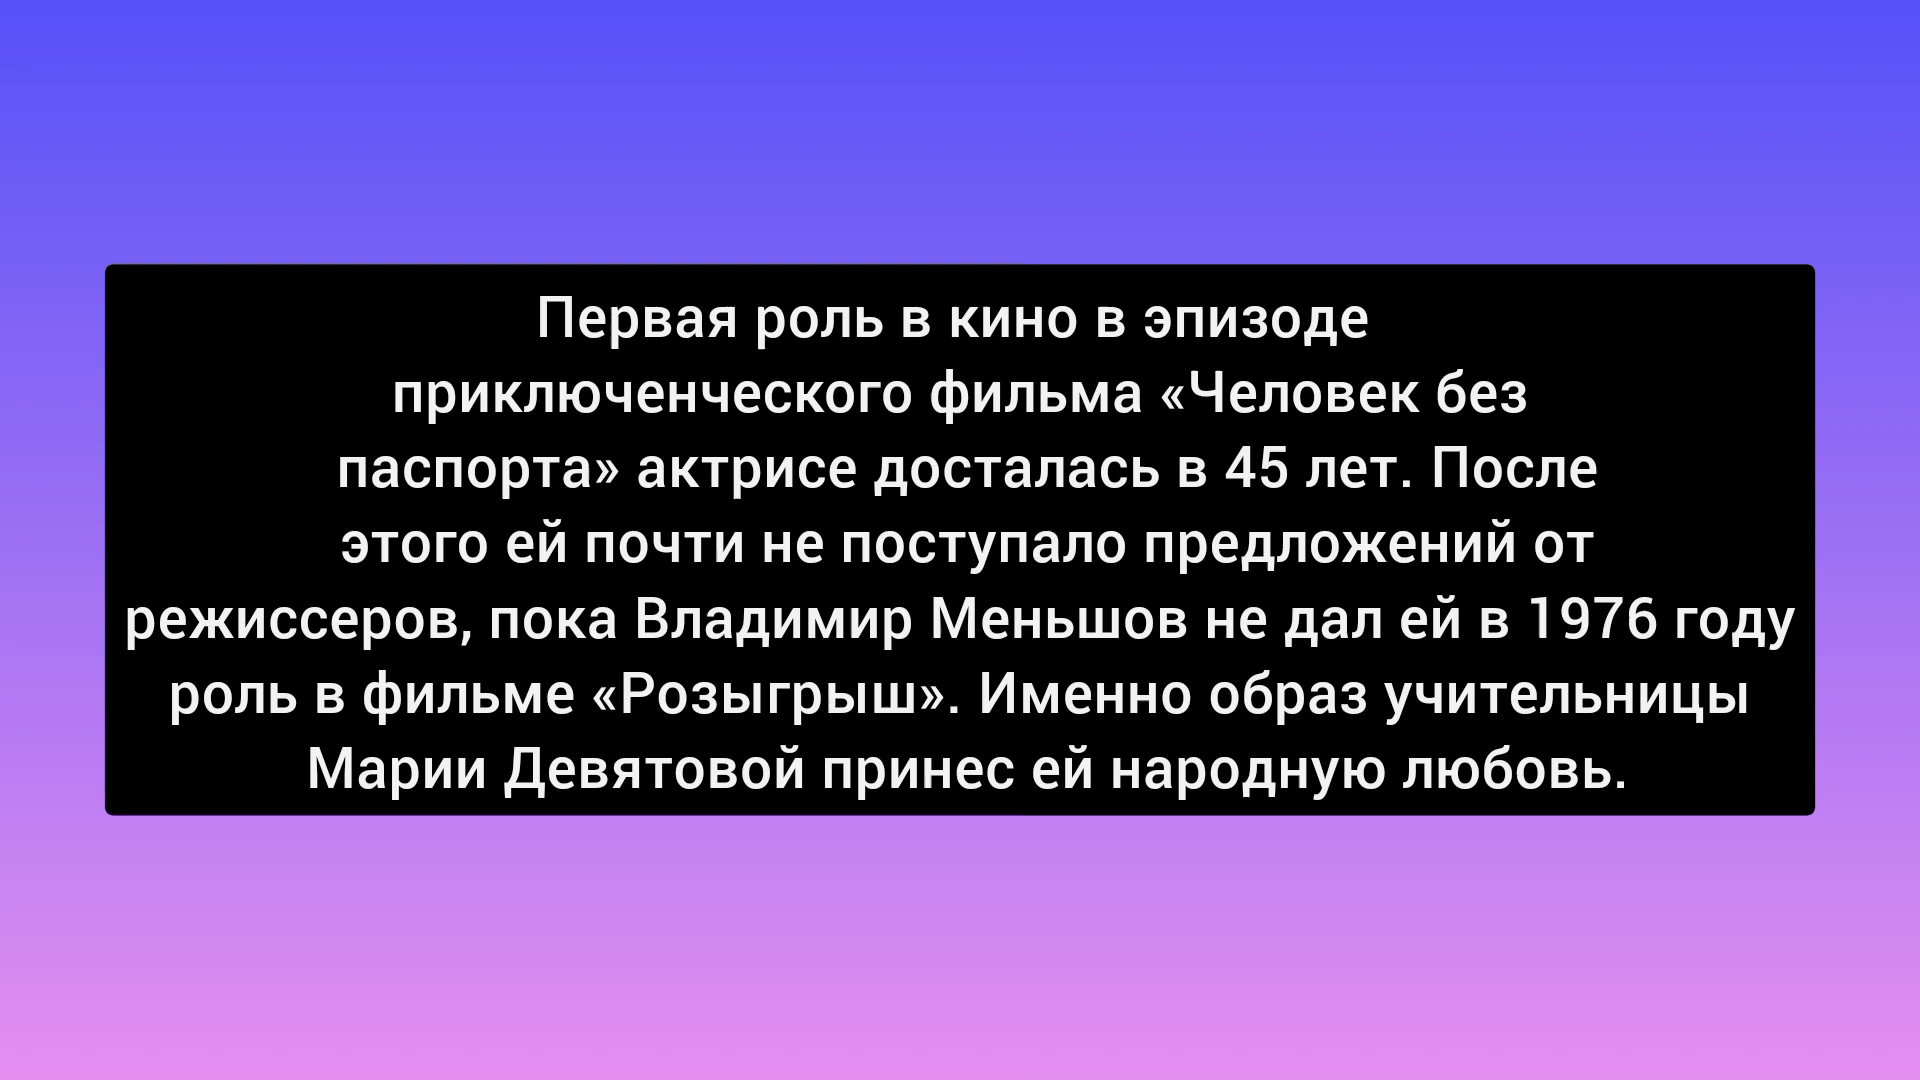 Первая роль в кино в эпизоде
приключенческого фильма «Человек без
паспорта» актрисе досталась в 45 лет. После
этого ей почти не поступало предложений от
режиссеров, пока Владимир Меньшов не дал ей в 1976 году
роль в фильме «Розыгрыш». Именно образ учительницы
Марии Девятовой принес ей народную любовь.